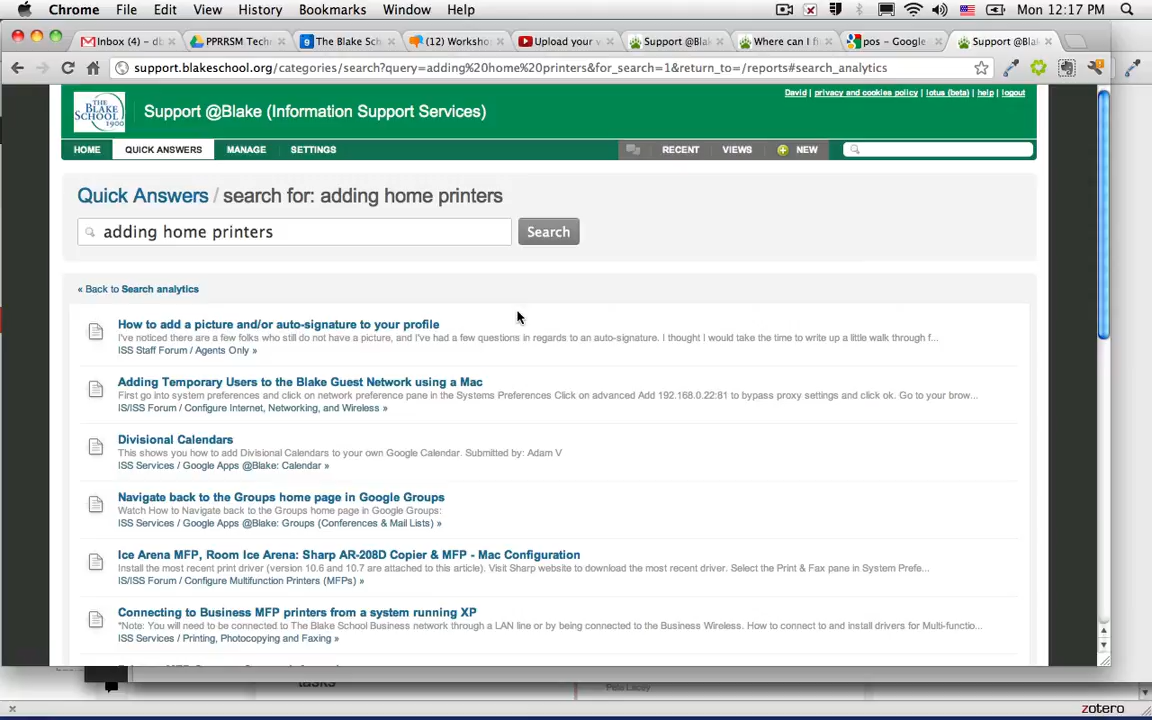 Chrome File Edit View History Bookmarks Window Help Mon 12:17 PM
Inbox (4) – db PPRRSM Tech The Blake Sch (12) Worksho Upload your v Support @Bla Where can I fi pos – Google Support @Bla
support.blakeschool.org/categories/search?query=adding%20home%20printers&for_search=1&return_to=/reports#search_analytics
David | privacy and cookies policy | lotus (beta) | help | logout
THE BLAKE SCHOOL 1900
Support @Blake (Information Support Services)
HOME QUICK ANSWERS MANAGE SETTINGS RECENT VIEWS NEW
Quick Answers / search for: adding home printers
adding home printers Search
« Back to Search analytics
How to add a picture and/or auto-signature to your profile
I've noticed there are a few folks who still do not have a picture, and I've had a few questions in regards to an auto-signature. I thought I would take the time to write up a little walk through f...
ISS Staff Forum / Agents Only »
Adding Temporary Users to the Blake Guest Network using a Mac
First go into system preferences and click on network preference pane in the Systems Preferences Click on advanced Add 192.168.0.22:81 to bypass proxy settings and click ok. Go to your brow...
IS/ISS Forum / Configure Internet, Networking, and Wireless »
Divisional Calendars
This shows you how to add Divisional Calendars to your own Google Calendar. Submitted by: Adam V
ISS Services / Google Apps @Blake: Calendar »
Navigate back to the Groups home page in Google Groups
Watch How to Navigate back to the Groups home page in Google Groups:
ISS Services / Google Apps @Blake: Groups (Conferences & Mail Lists) »
Ice Arena MFP, Room Ice Arena: Sharp AR-208D Copier & MFP - Mac Configuration
Install the most recent print driver (version 10.6 and 10.7 are attached to this article). Visit Sharp website to download the most recent driver. Select the Print & Fax pane in System Prefe...
IS/ISS Forum / Configure Multifunction Printers (MFPs) »
Connecting to Business MFP printers from a system running XP
*Note: You will need to be connected to The Blake School Business network through a LAN line or by being connected to the Business Wireless. How to connect to and install drivers for Multi-functio...
ISS Services / Printing, Photocopying and Faxing »
tasks
zotero